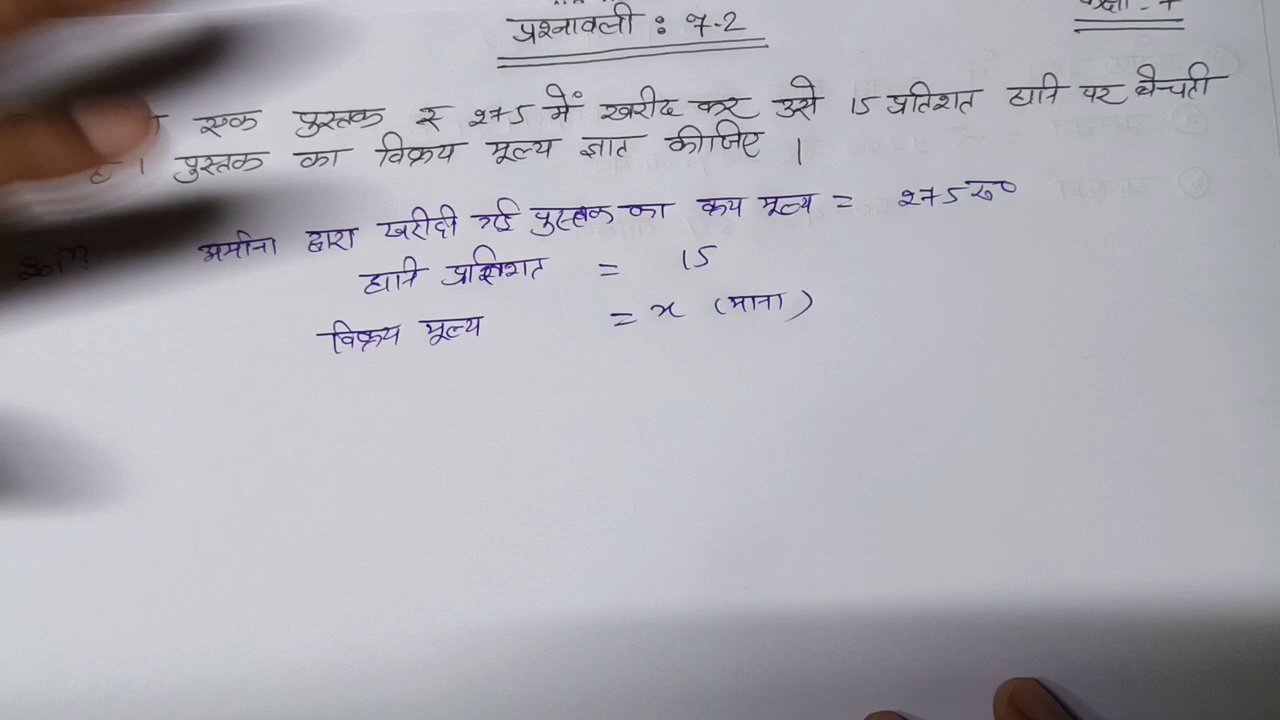 प्रश्नावली : 7.2
एक पुस्तक ₹ 275 में खरीद कर उसे 15 प्रतिशत हानि पर बेचती
है । पुस्तक का विक्रय मूल्य ज्ञात कीजिए ।
Soln. अमीना द्वारा खरीदी गई पुस्तक का क्रय मूल्य = 275 रू०
हानि प्रतिशत = 15
विक्रय मूल्य = x (माना)